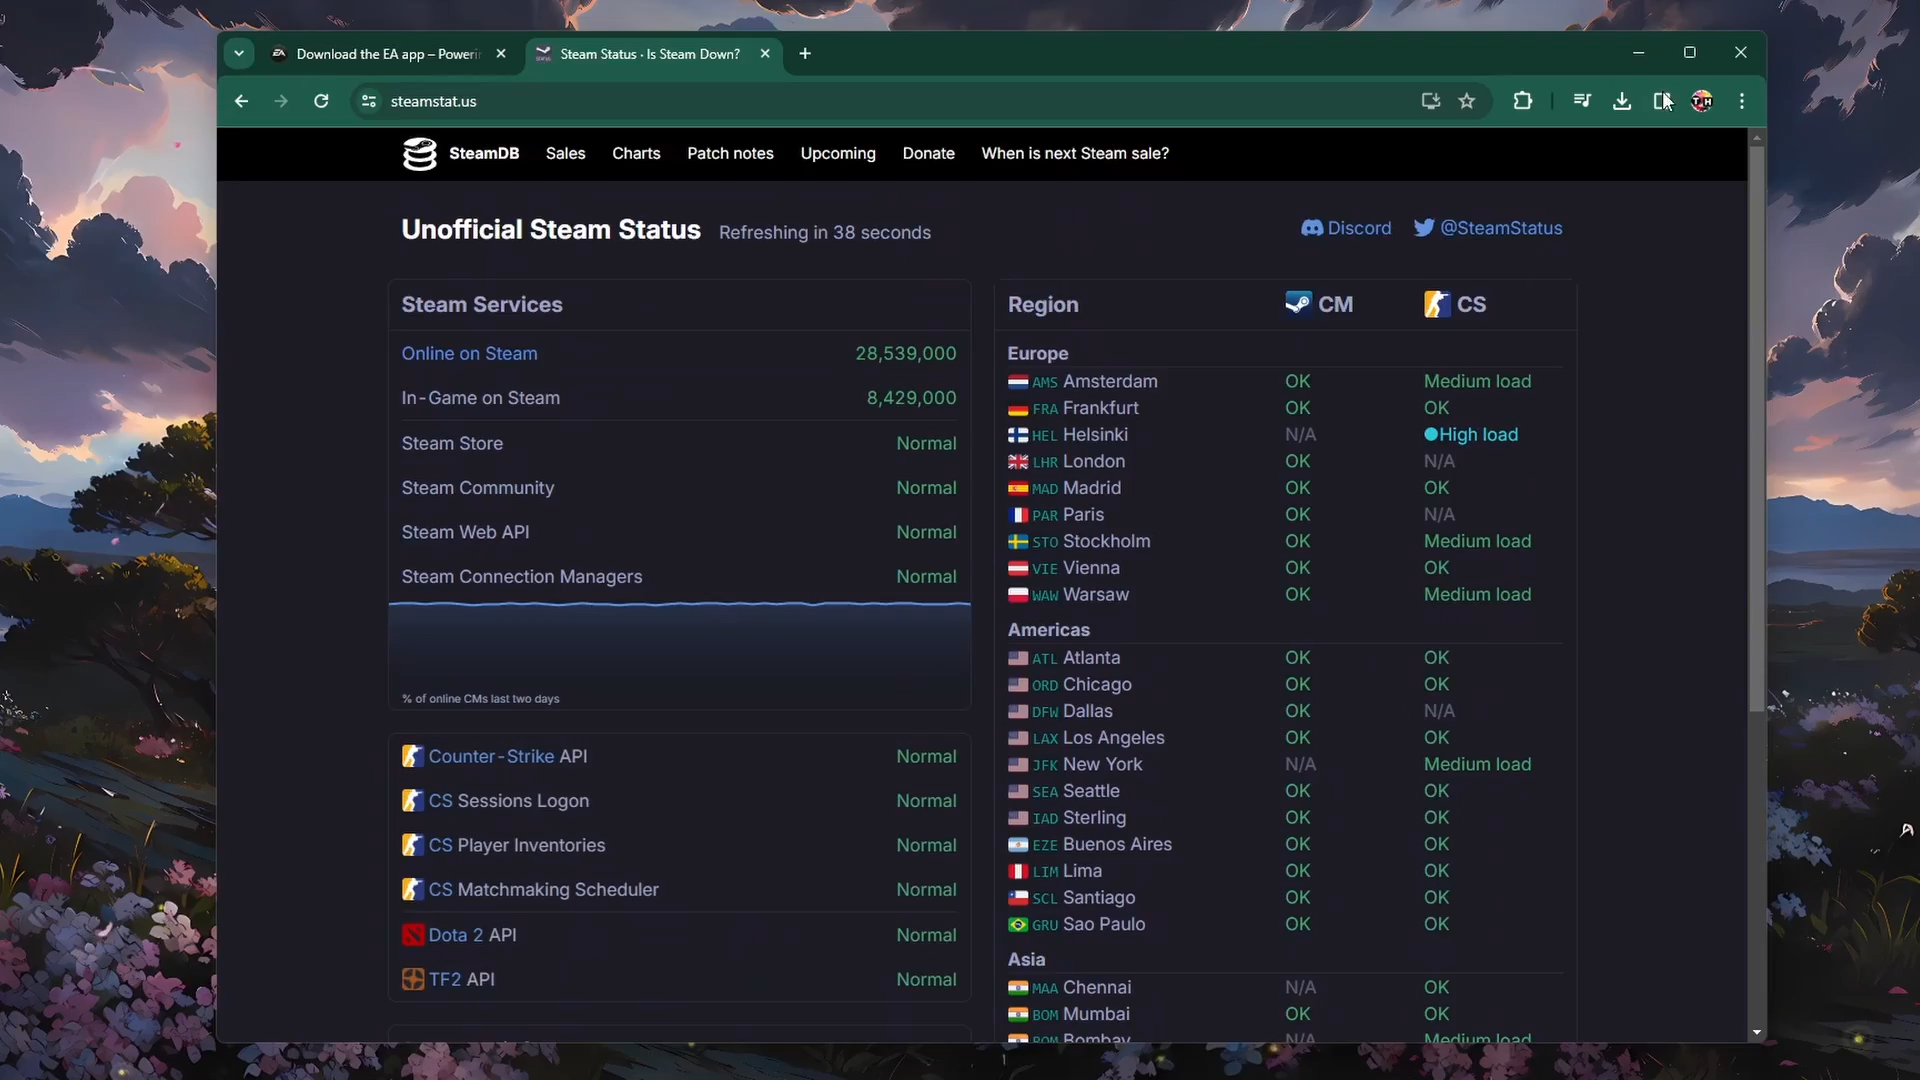 Download the EA app – Powerin
Steam Status · Is Steam Down?
steamstat.us
SteamDB Sales Charts Patch notes Upcoming Donate When is next Steam sale?
Unofficial Steam Status Refreshing in 38 seconds
Discord @SteamStatus
Steam Services
Online on Steam 28,539,000
In-Game on Steam 8,429,000
Steam Store Normal
Steam Community Normal
Steam Web API Normal
Steam Connection Managers Normal
% of online CMs last two days
Counter-Strike API Normal
CS Sessions Logon Normal
CS Player Inventories Normal
CS Matchmaking Scheduler Normal
Dota 2 API Normal
TF2 API Normal
Region CM CS
Europe
AMS Amsterdam OK Medium load
FRA Frankfurt OK OK
HEL Helsinki N/A High load
LHR London OK N/A
MAD Madrid OK OK
PAR Paris OK N/A
STO Stockholm OK Medium load
VIE Vienna OK OK
WAW Warsaw OK Medium load
Americas
ATL Atlanta OK OK
ORD Chicago OK OK
DFW Dallas OK N/A
LAX Los Angeles OK OK
JFK New York N/A Medium load
SEA Seattle OK OK
IAD Sterling OK OK
EZE Buenos Aires OK OK
LIM Lima OK OK
SCL Santiago OK OK
GRU Sao Paulo OK OK
Asia
MAA Chennai N/A OK
BOM Mumbai OK OK
BOM Bombay N/A Medium load